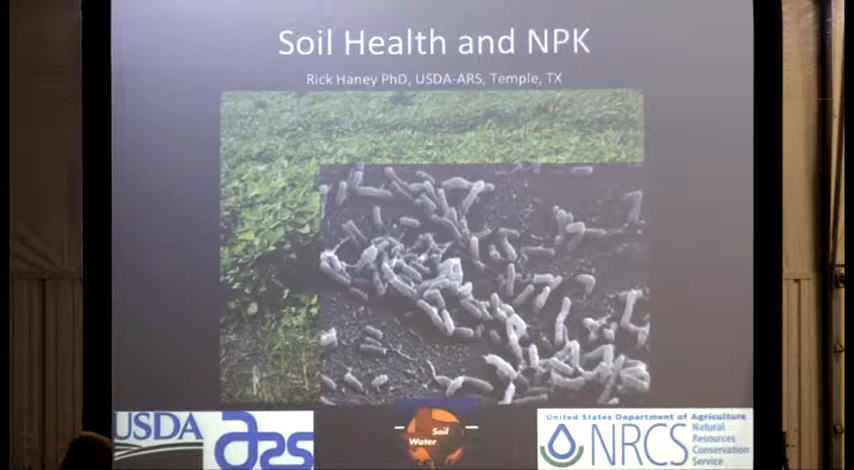 Soil Health and NPK
Rick Haney PhD, USDA-ARS, Temple, TX
USDA
ars
Soil
Water
United States Department of Agriculture
NRCS
Natural
Resources
Conservation
Service